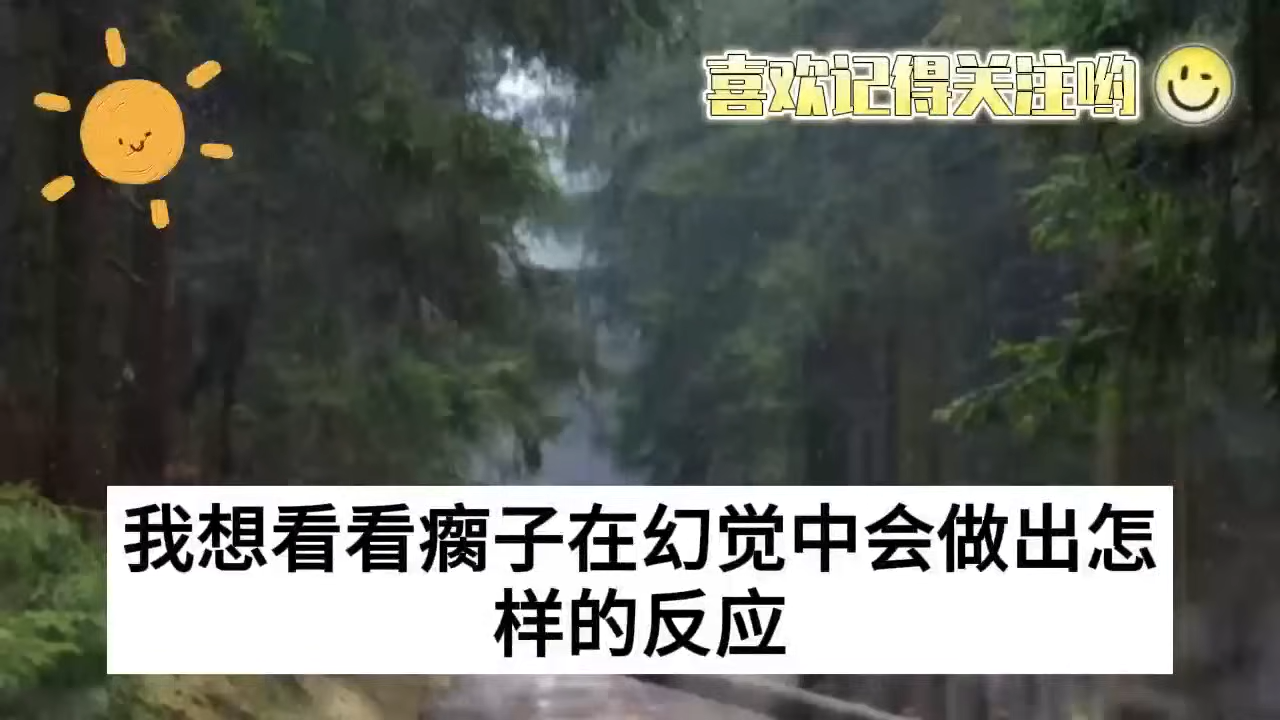 喜欢记得关注哟
我想看看瘸子在幻觉中会做出怎
样的反应